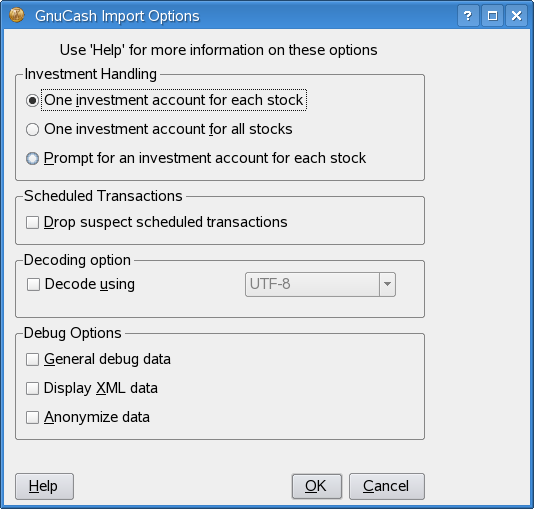 GnuCash Import Options
Use 'Help' for more information on these options
Investment Handling
One investment account for each stock
One investment account for all stocks
Prompt for an investment account for each stock
Scheduled Transactions
Drop suspect scheduled transactions
Decoding option
Decode using UTF-8
Debug Options
General debug data
Display XML data
Anonymize data
Help OK Cancel